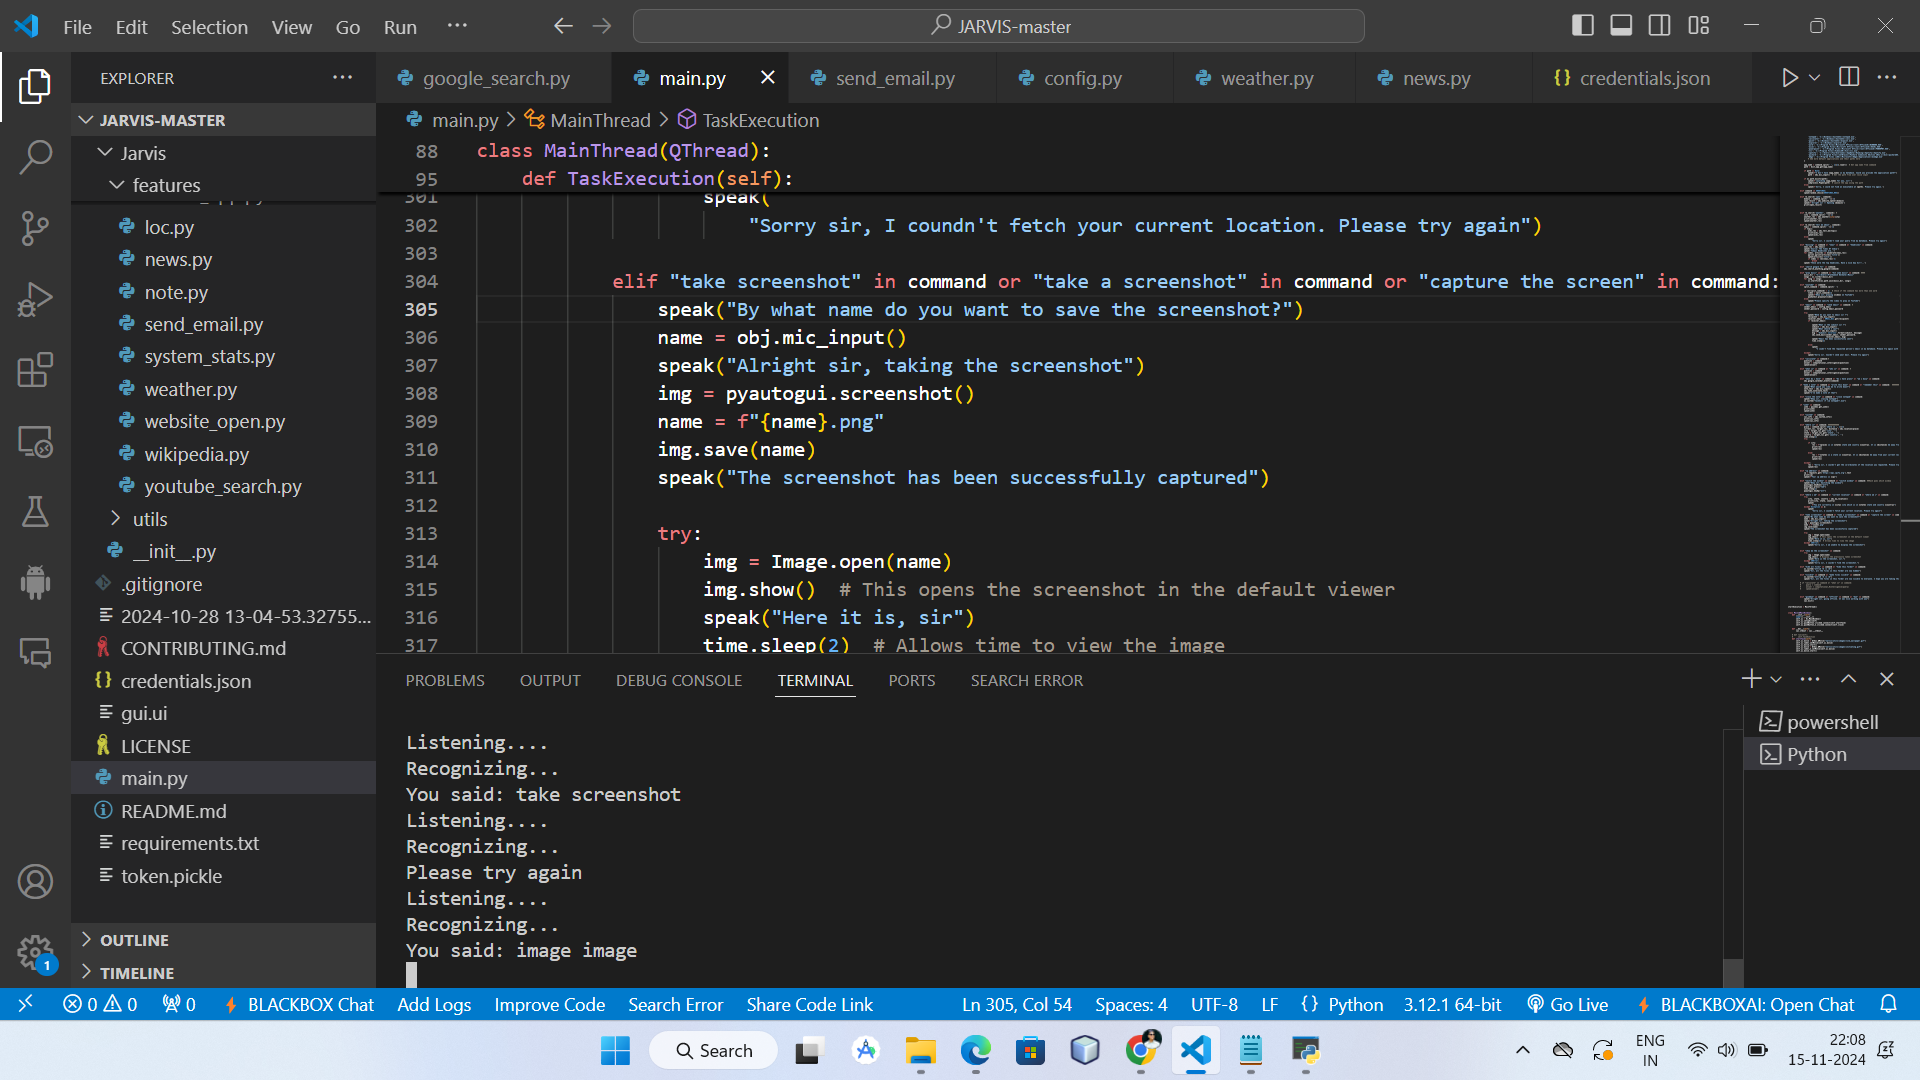 File Edit Selection View Go Run ···
JARVIS-master
EXPLORER ···
JARVIS-MASTER
Jarvis
features
loc.py
news.py
note.py
send_email.py
system_stats.py
weather.py
website_open.py
wikipedia.py
youtube_search.py
utils
__init__.py
.gitignore
2024-10-28 13-04-53.32755...
CONTRIBUTING.md
credentials.json
gui.ui
LICENSE
main.py
README.md
requirements.txt
token.pickle
OUTLINE
TIMELINE
1
google_search.py main.py send_email.py config.py weather.py news.py credentials.json ···
main.py > MainThread > TaskExecution
88 class MainThread(QThread):
95 def TaskExecution(self):
301 speak(
302 "Sorry sir, I coundn't fetch your current location. Please try again")
303
304 elif "take screenshot" in command or "take a screenshot" in command or "capture the screen" in command:
305 speak("By what name do you want to save the screenshot?")
306 name = obj.mic_input()
307 speak("Alright sir, taking the screenshot")
308 img = pyautogui.screenshot()
309 name = f"{name}.png"
310 img.save(name)
311 speak("The screenshot has been successfully captured")
312
313 try:
314 img = Image.open(name)
315 img.show() # This opens the screenshot in the default viewer
316 speak("Here it is, sir")
317 time.sleep(2) # Allows time to view the image
PROBLEMS OUTPUT DEBUG CONSOLE TERMINAL PORTS SEARCH ERROR
Listening....
Recognizing...
You said: take screenshot
Listening....
Recognizing...
Please try again
Listening....
Recognizing...
You said: image image
powershell
Python
0 0 0 BLACKBOX Chat Add Logs Improve Code Search Error Share Code Link Ln 305, Col 54 Spaces: 4 UTF-8 LF {} Python 3.12.1 64-bit Go Live BLACKBOXAI: Open Chat
Search
ENG
IN
22:08
15-11-2024